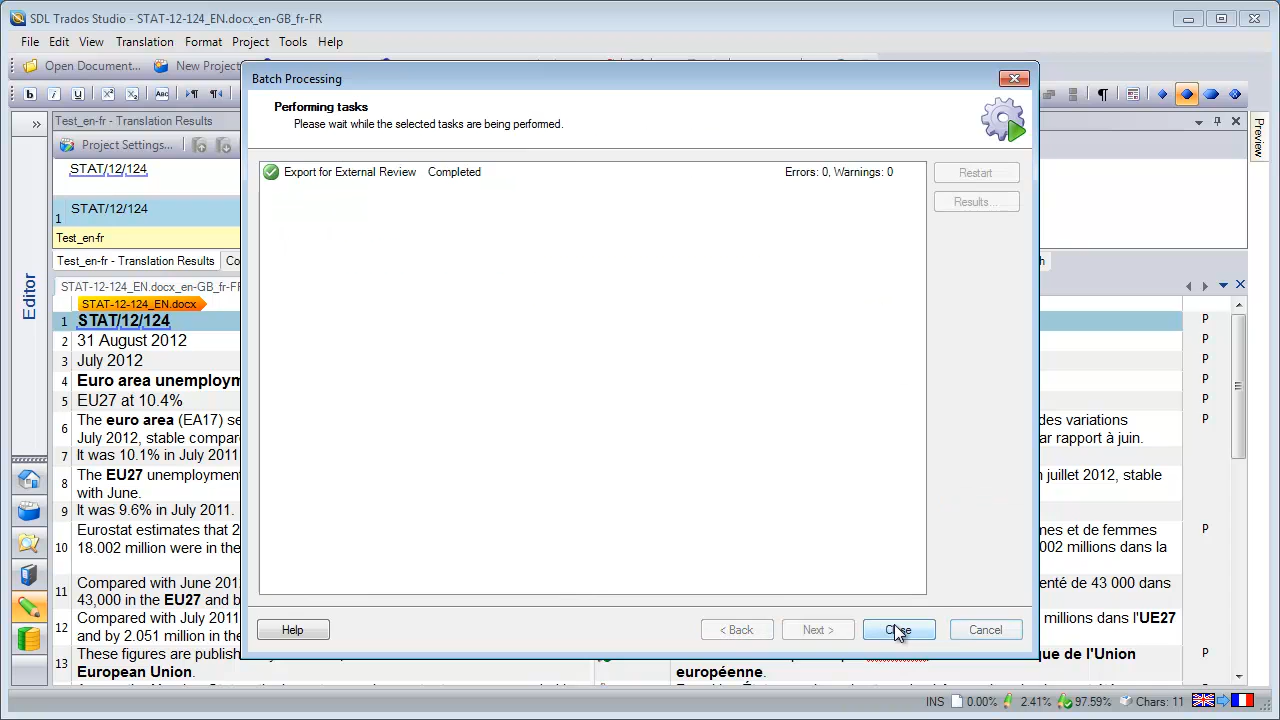 SDL Trados Studio - STAT-12-124_EN.docx_en-GB_fr-FR
File Edit View Translation Format Project Tools Help
Open Document... New Project
b i U Abc
Test_en-fr - Translation Results
Project Settings...
STAT/12/124
1 STAT/12/124
Test_en-fr
Test_en-fr - Translation Results Co
STAT-12-124_EN.docx_en-GB_fr-FR
STAT-12-124_EN.docx
1 STAT/12/124 P
2 31 August 2012 P
3 July 2012 P
4 Euro area unemploym P
5 EU27 at 10.4% P
6 The euro area (EA17) se des variations P
July 2012, stable compar ar rapport à juin.
7 It was 10.1% in July 2011
8 The EU27 unemployment n juillet 2012, stable
with June.
9 It was 9.6% in July 2011.
10 Eurostat estimates that 2 mes et de femmes P
18.002 million were in the 002 millions dans la
11 Compared with June 2012 enté de 43 000 dans
43,000 in the EU27 and b
12 Compared with July 2011 millions dans l'UE27
and by 2.051 million in the
13 These figures are publish que de l'Union P
European Union. européenne.
Editor
Preview
Batch Processing
Performing tasks
Please wait while the selected tasks are being performed.
Export for External Review Completed Errors: 0, Warnings: 0
Restart
Results...
Help < Back Next > Close Cancel
INS 0.00% 2.41% 97.59% Chars: 11